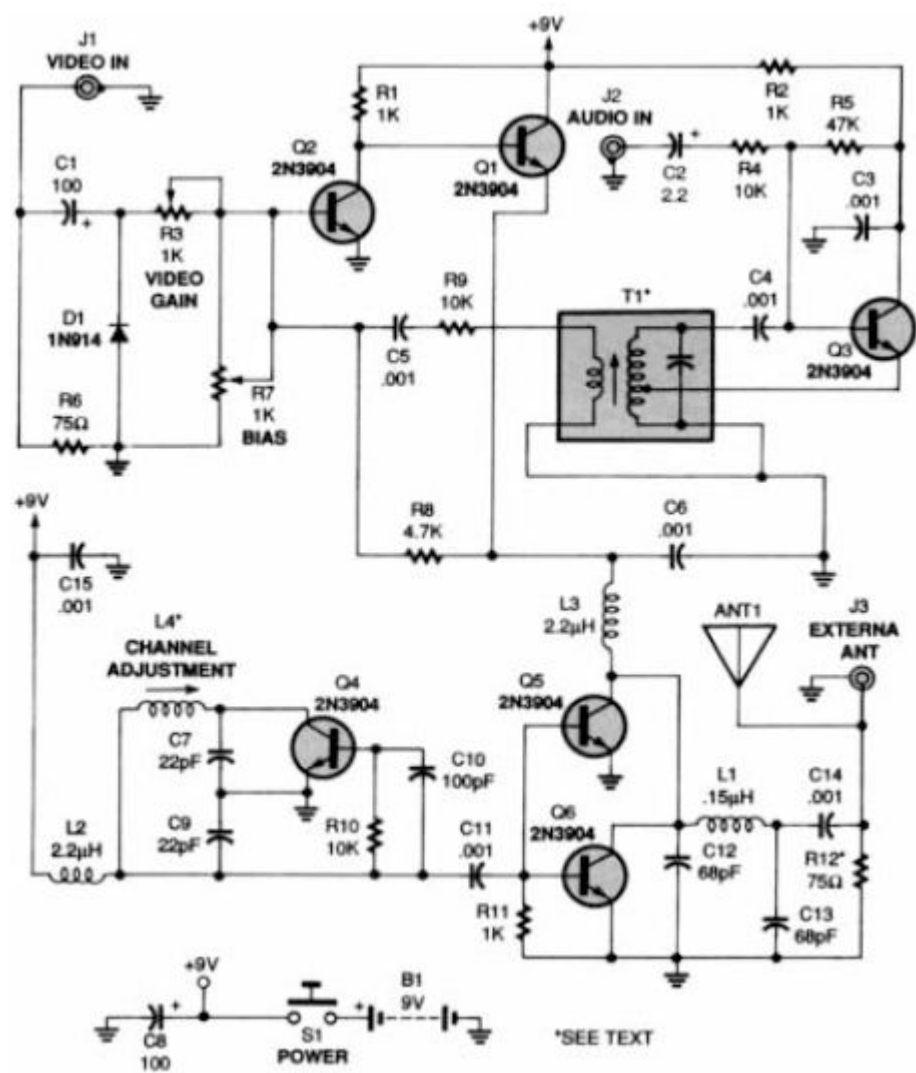 +9V
J1
VIDEO IN
R1
1K
J2
AUDIO IN
R2
1K
R5
47K
Q2
2N3904
Q1
2N3904
C1
100
+
+
C2
2.2
R4
10K
C3
.001
R3
1K
VIDEO
GAIN
R9
10K
T1*
C4
.001
D1
1N914
C5
.001
Q3
2N3904
R7
1K
BIAS
R6
75Ω
+9V
R8
4.7K
C6
.001
C15
.001
L4*
CHANNEL
ADJUSTMENT
L3
2.2μH
ANT1
J3
EXTERNA
ANT
Q4
2N3904
Q5
2N3904
C7
22pF
C10
100pF
L1
.15μH
C14
.001
L2
2.2μH
C9
22pF
R10
10K
C11
.001
Q6
2N3904
C12
68pF
R12*
75Ω
R11
1K
C13
68pF
+9V
B1
9V
+
+
C8
100
S1
POWER
*SEE TEXT